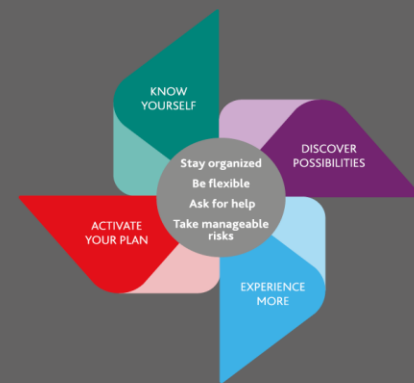 KNOW
YOURSELF
DISCOVER
POSSIBILITIES
Stay organized
Be flexible
Ask for help
Take manageable
risks
ACTIVATE
YOUR PLAN
EXPERIENCE
MORE